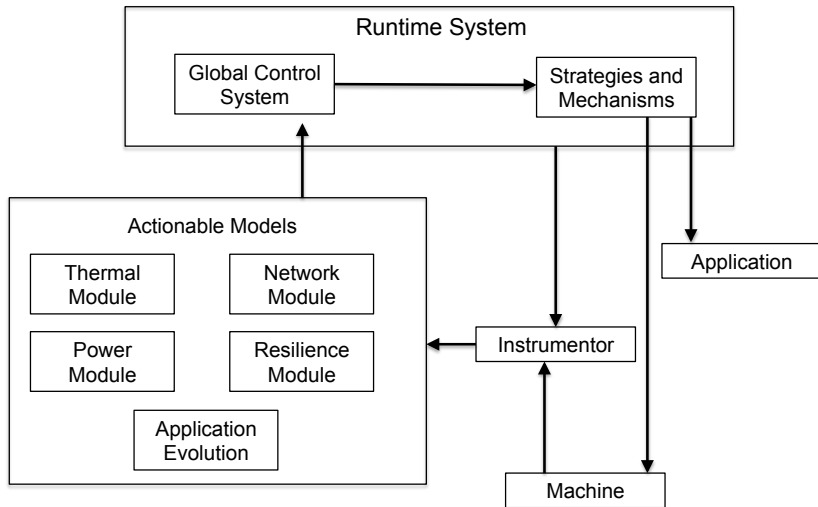 Runtime System
Global Control
System
Strategies and
Mechanisms
Actionable Models
Thermal
Module
Network
Module
Application
Power
Module
Resilience
Module
Instrumentor
Application
Evolution
Machine